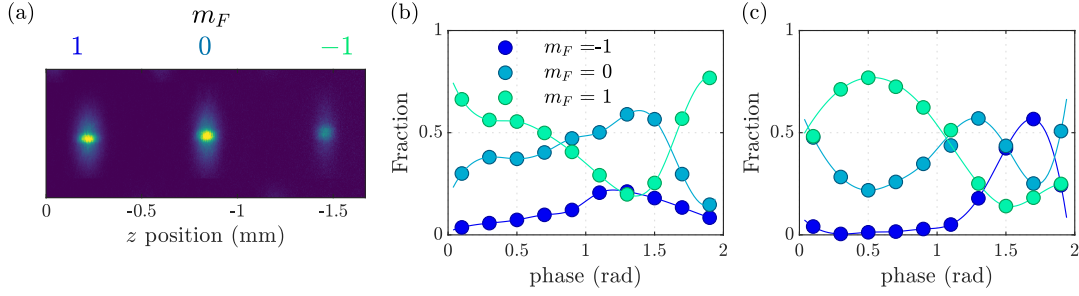 (a)
m_F
1 0 −1
0 -0.5 -1 -1.5
z position (mm)
(b)
1
0.5
0
Fraction
m_F =-1
m_F = 0
m_F = 1
0 0.5 1 1.5 2
phase (rad)
(c)
1
0.5
0
Fraction
0 0.5 1 1.5 2
phase (rad)